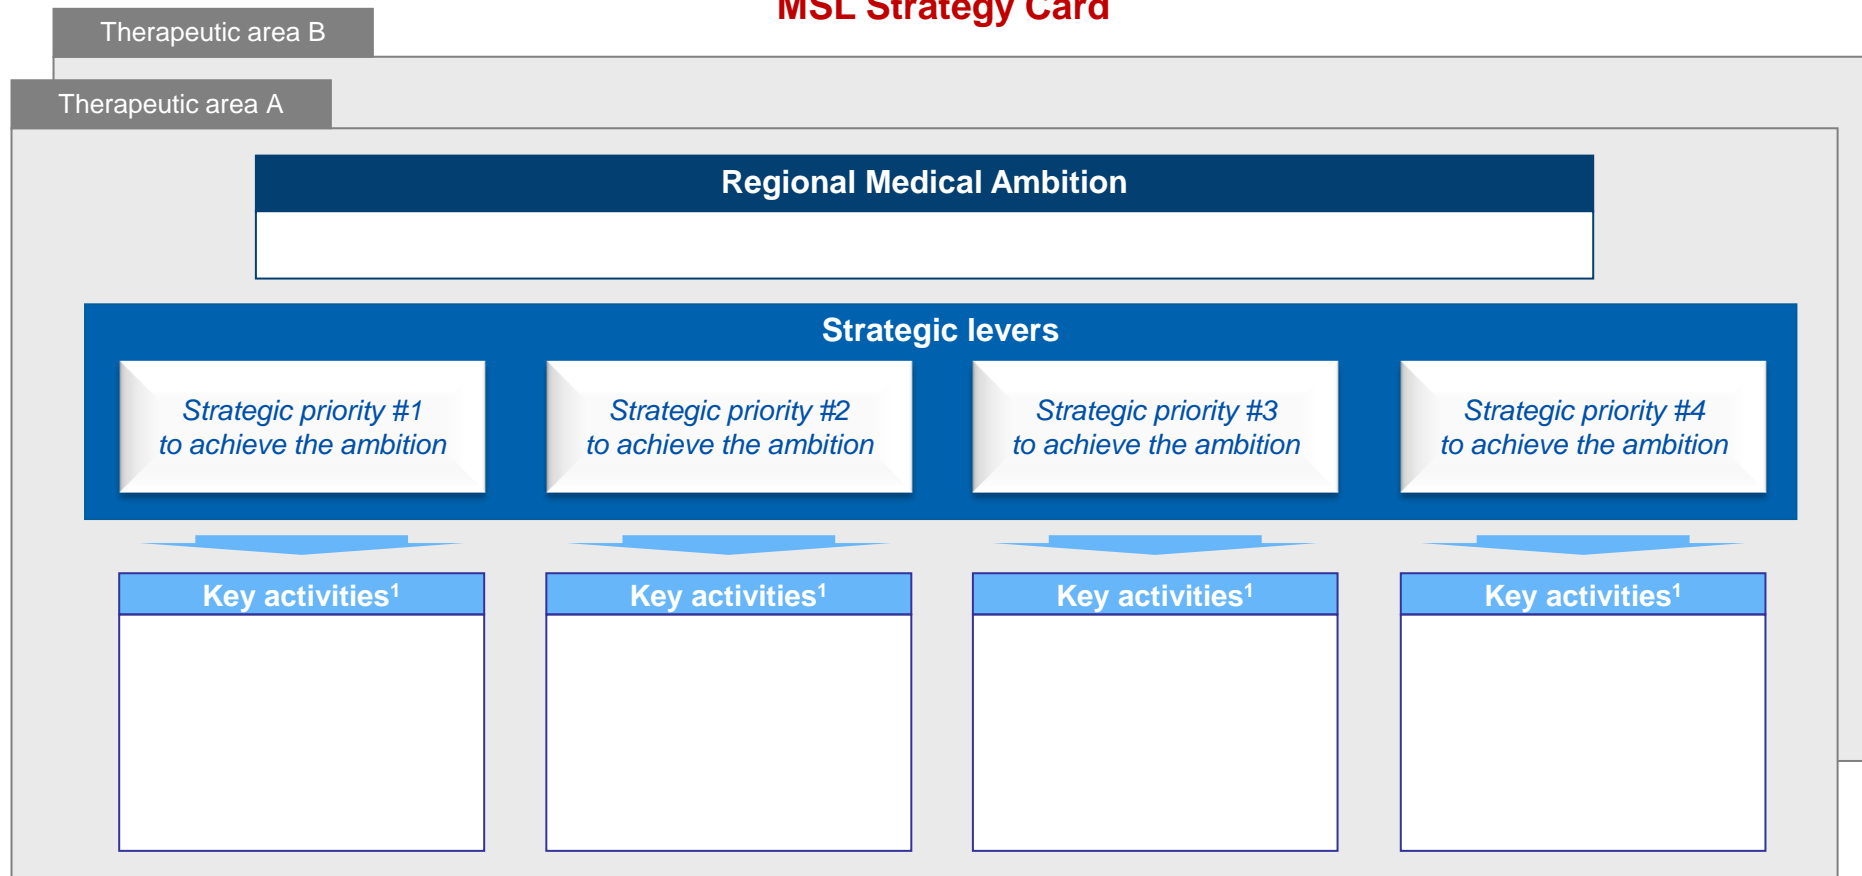 MSL Strategy Card
Therapeutic area B
Therapeutic area A
Regional Medical Ambition
Strategic levers
Strategic priority #1
to achieve the ambition
Strategic priority #2
to achieve the ambition
Strategic priority #3
to achieve the ambition
Strategic priority #4
to achieve the ambition
Key activities¹
Key activities¹
Key activities¹
Key activities¹